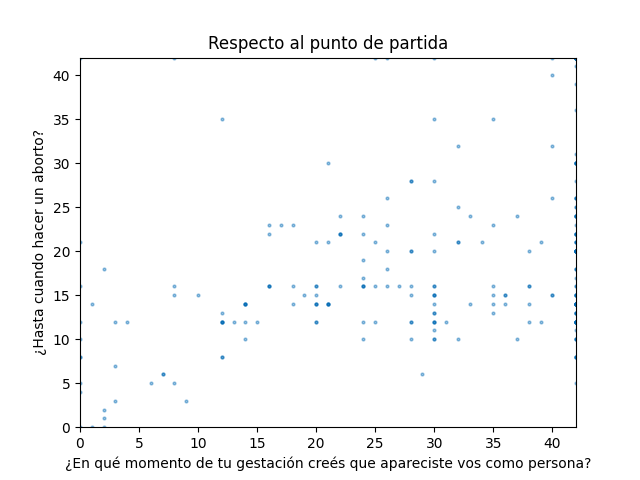 Respecto al punto de partida
40
35
30
25
20
15
10
5
0
¿Hasta cuando hacer un aborto?
0 5 10 15 20 25 30 35 40
¿En qué momento de tu gestación creés que apareciste vos como persona?